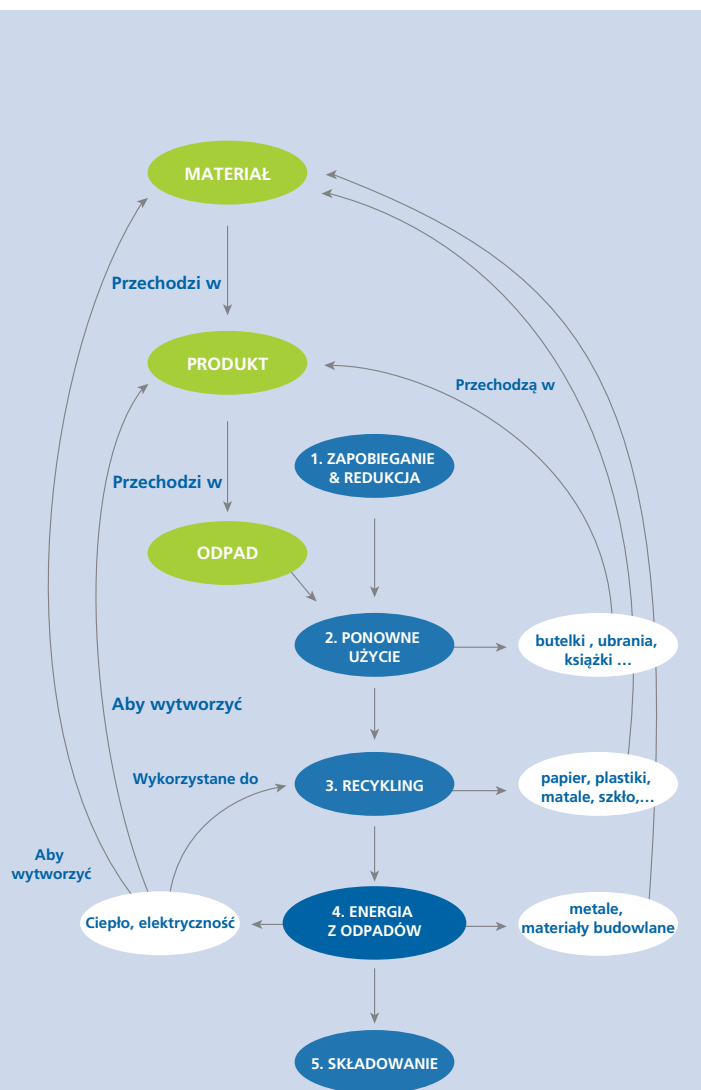 MATERIAŁ
Przechodzi w
PRODUKT
Przechodzą w
1. ZAPOBIEGANIE
& REDUKCJA
Przechodzi w
ODPAD
2. PONOWNE
UŻYCIE
butelki , ubrania,
książki ...
Aby wytworzyć
Wykorzystane do
3. RECYKLING
papier, plastiki,
matale, szkło,...
Aby
wytworzyć
Ciepło, elektryczność
4. ENERGIA
Z ODPADÓW
metale,
materiały budowlane
5. SKŁADOWANIE